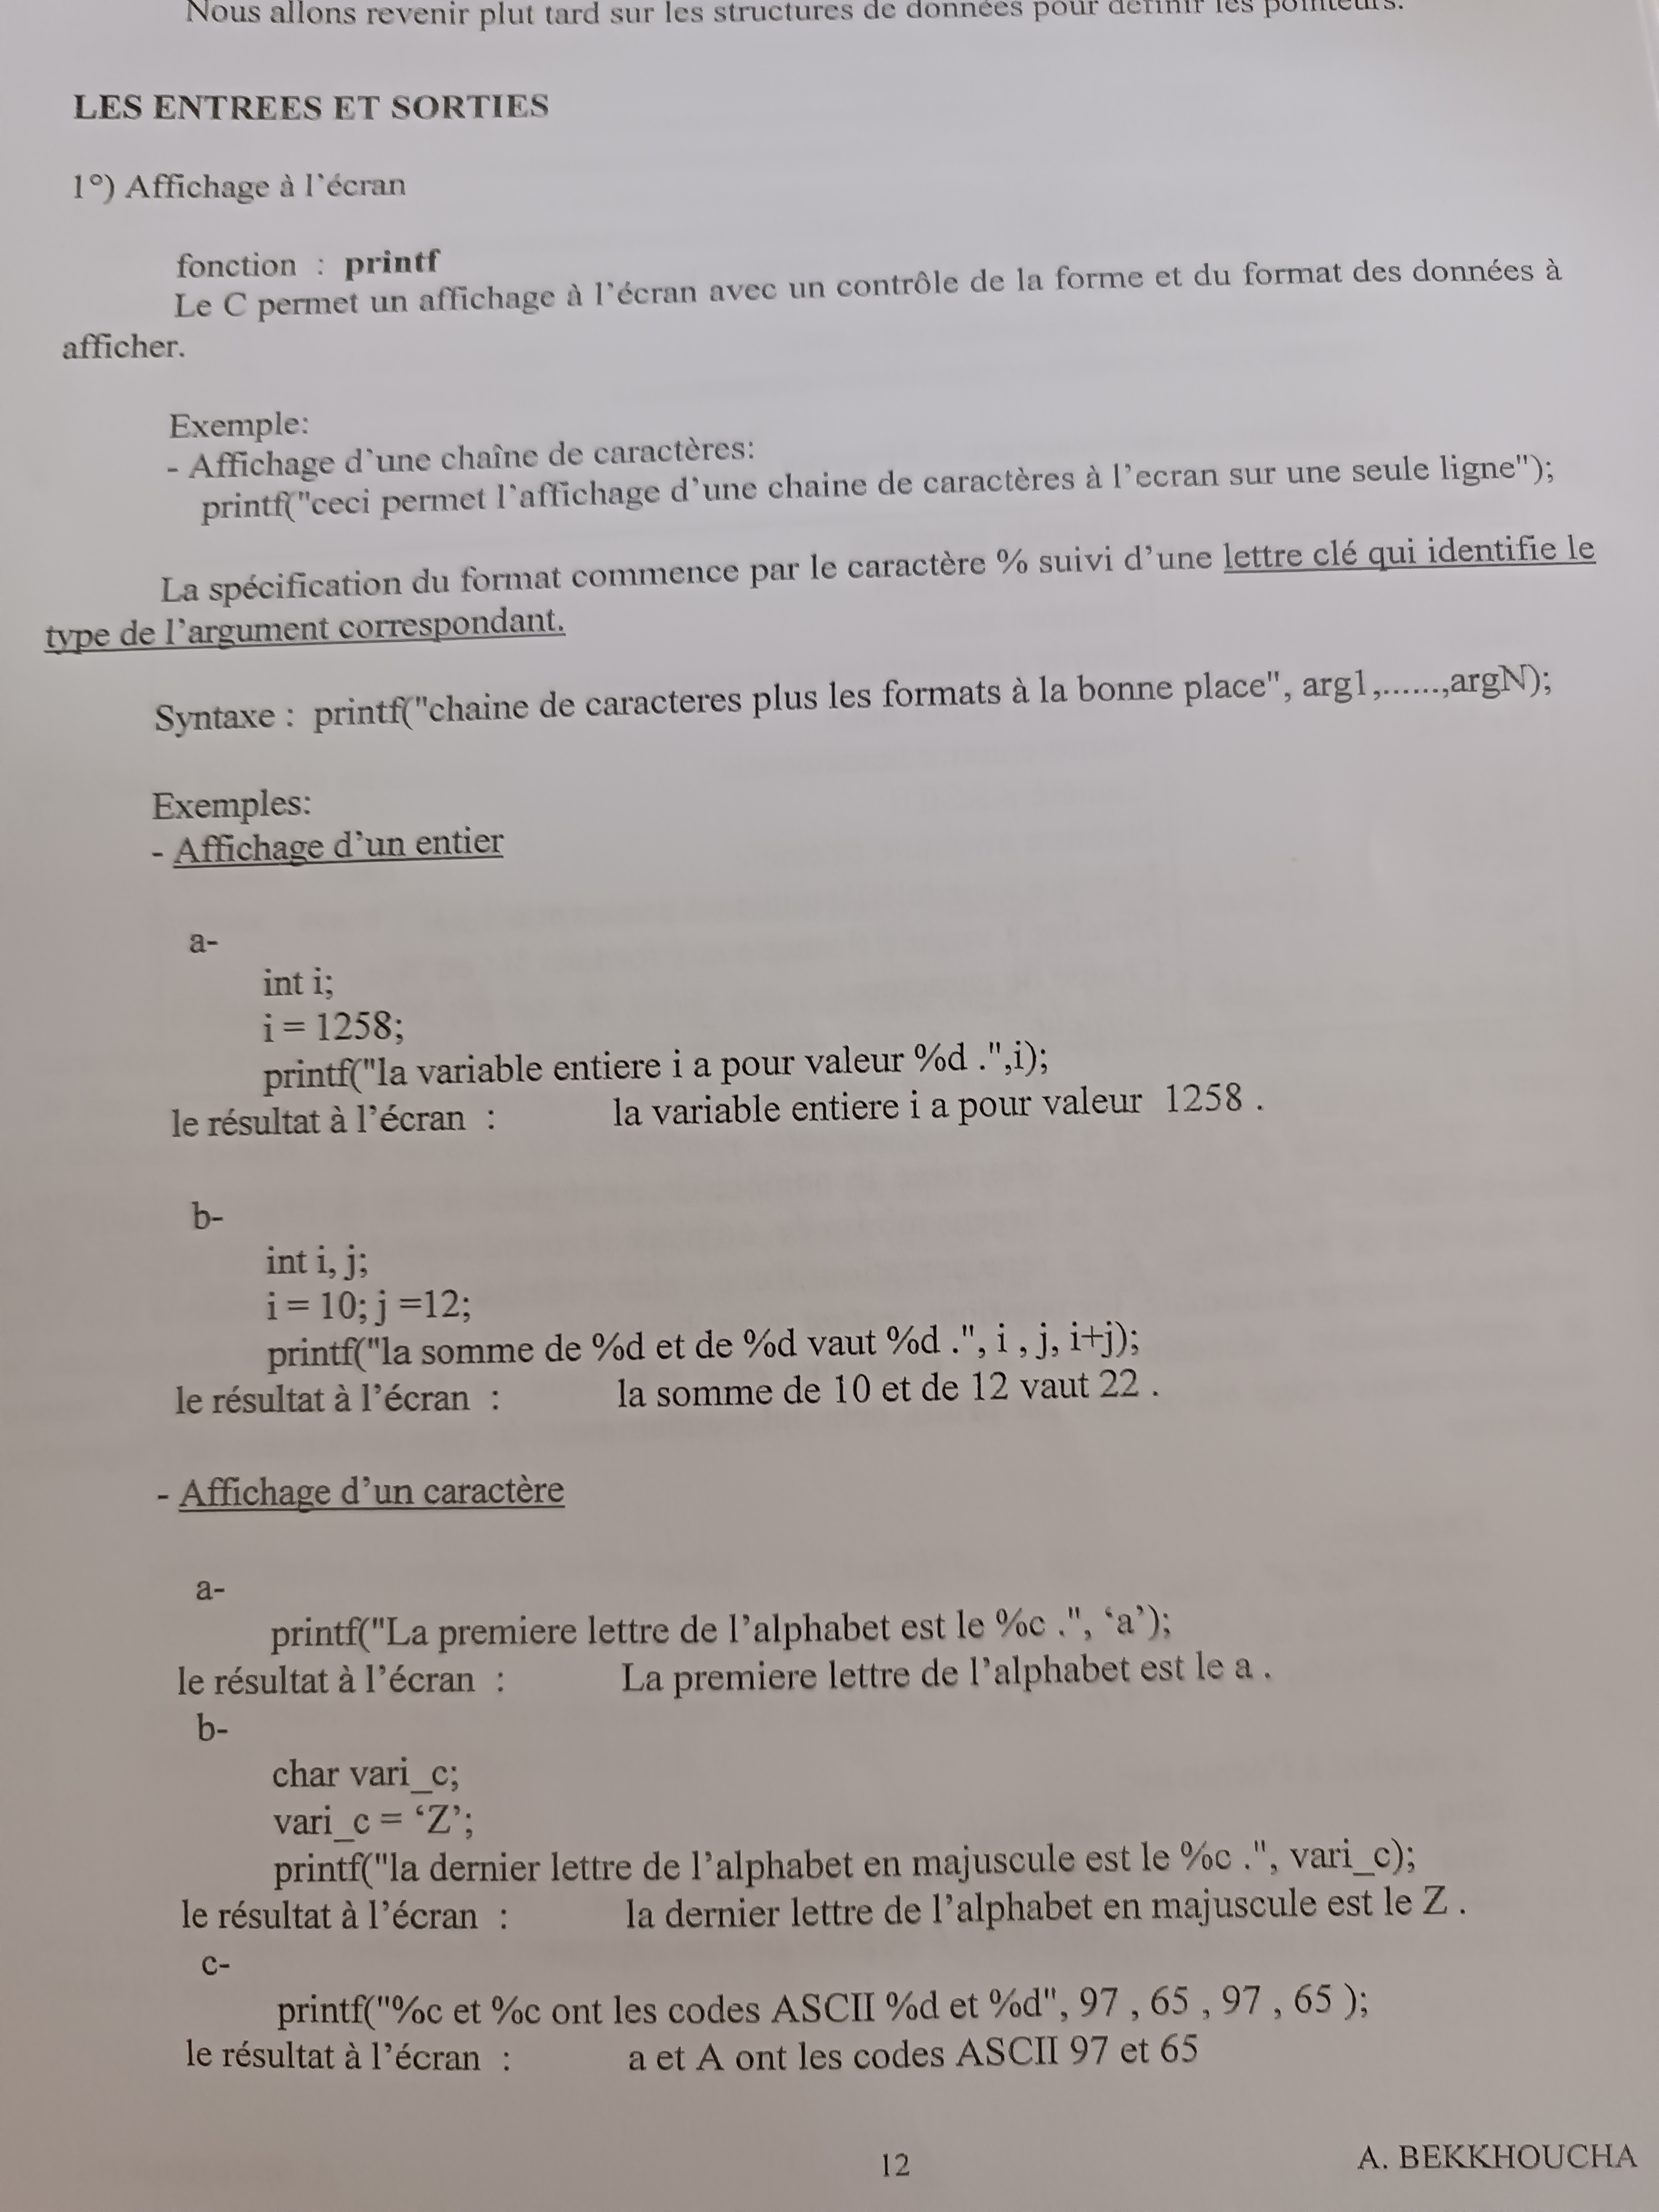 Nous allons revenir plut tard sur les structures de données pour définir les pointeurs.
LES ENTREES ET SORTIES
1°) Affichage à l'écran
fonction : printf
Le C permet un affichage à l'écran avec un contrôle de la forme et du format des données à
afficher.
Exemple:
- Affichage d'une chaîne de caractères:
printf("ceci permet l'affichage d'une chaine de caractères à l'ecran sur une seule ligne");
La spécification du format commence par le caractère % suivi d'une lettre clé qui identifie le
type de l'argument correspondant.
Syntaxe : printf("chaine de caracteres plus les formats à la bonne place", arg1,......,argN);
Exemples:
- Affichage d'un entier
a-
int i;
i = 1258;
printf("la variable entiere i a pour valeur %d .",i);
le résultat à l'écran : la variable entiere i a pour valeur 1258 .
b-
int i, j;
i = 10; j =12;
printf("la somme de %d et de %d vaut %d .", i , j, i+j);
le résultat à l'écran : la somme de 10 et de 12 vaut 22 .
- Affichage d'un caractère
a-
printf("La premiere lettre de l'alphabet est le %c .", ‘a’);
le résultat à l'écran : La premiere lettre de l'alphabet est le a .
b-
char vari_c;
vari_c = ‘Z’;
printf("la dernier lettre de l'alphabet en majuscule est le %c .", vari_c);
le résultat à l'écran : la dernier lettre de l'alphabet en majuscule est le Z .
c-
printf("%c et %c ont les codes ASCII %d et %d", 97 , 65 , 97 , 65 );
le résultat à l'écran : a et A ont les codes ASCII 97 et 65
12
A. BEKKHOUCHA